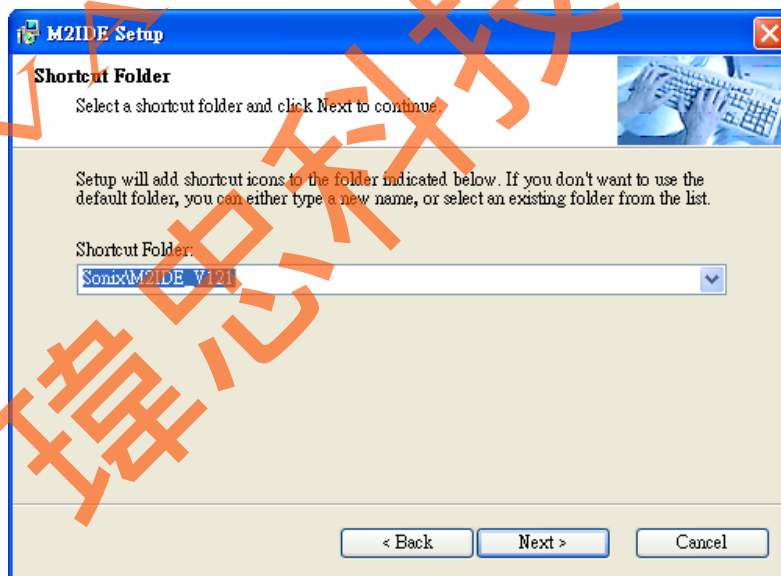 M2IDE Setup
Shortcut Folder
Select a shortcut folder and click Next to continue.
Setup will add shortcut icons to the folder indicated below. If you don't want to use the
default folder, you can either type a new name, or select an existing folder from the list.
Shortcut Folder:
Sonix\M2IDE_V121
< Back
Next >
Cancel
瑋忠科技